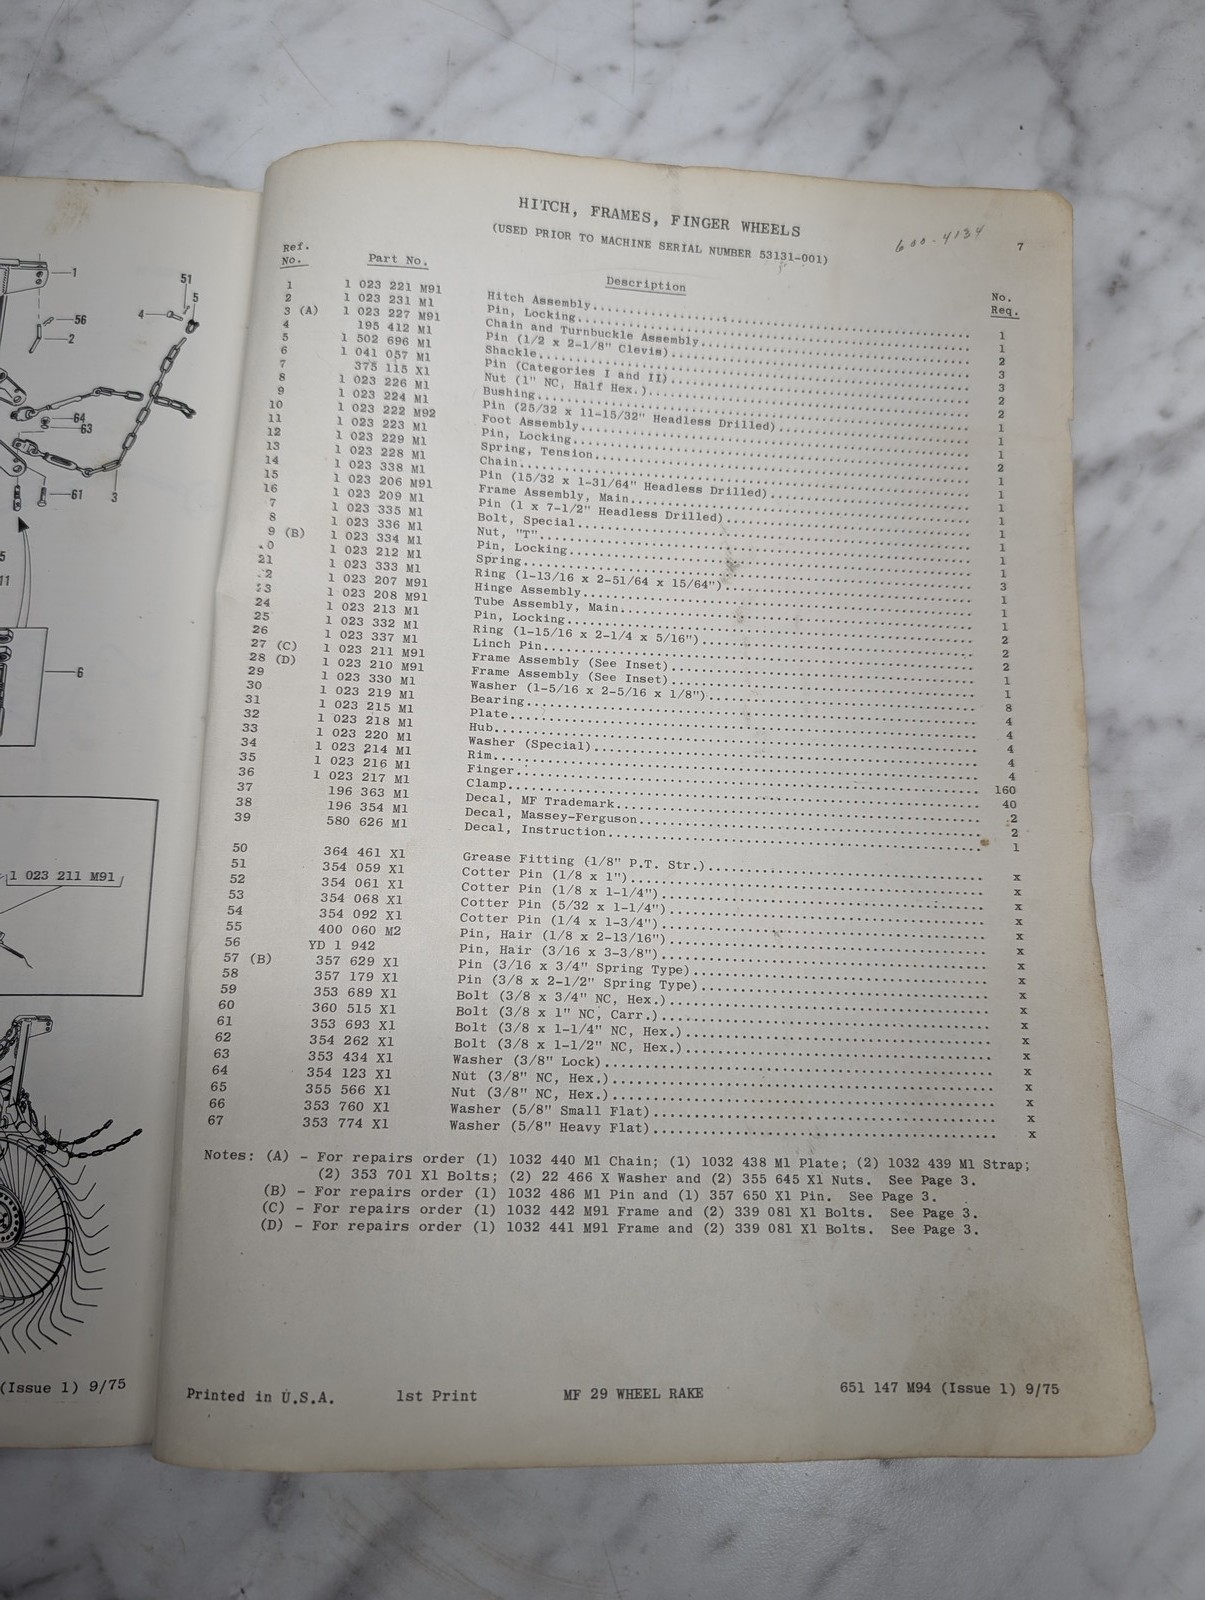 HITCH, FRAMES, FINGER WHEELS
(USED PRIOR TO MACHINE SERIAL NUMBER 53131-001)
600-4134
7
Ref. No. Part No. Description No. Req.
1 1 023 221 M91 Hitch Assembly 1
2 1 023 231 M1 Pin, Locking 1
3 (A) 1 023 227 M91 Chain and Turnbuckle Assembly 2
4 195 412 M1 Pin (1/2 x 2-1/8" Clevis) 3
5 1 502 696 M1 Shackle 3
6 1 041 057 M1 Pin (Categories I and II) 2
7 375 115 X1 Nut (1" NC, Half Hex.) 2
8 1 023 226 M1 Bushing 1
9 1 023 224 M1 Pin (25/32 x 11-15/32" Headless Drilled) 1
10 1 023 222 M92 Foot Assembly 1
11 1 023 223 M1 Pin, Locking 2
12 1 023 229 M1 Spring, Tension 1
13 1 023 228 M1 Chain 1
14 1 023 338 M1 Pin (15/32 x 1-31/64" Headless Drilled) 1
15 1 023 206 M91 Frame Assembly, Main 1
16 1 023 209 M1 Pin (1 x 7-1/2" Headless Drilled) 1
7 1 023 335 M1 Bolt, Special 1
8 1 023 336 M1 Nut, "T" 1
9 (B) 1 023 334 M1 Pin, Locking 1
0 1 023 212 M1 Spring 3
21 1 023 333 M1 Ring (1-13/16 x 2-51/64 x 15/64") 1
2 1 023 207 M91 Hinge Assembly 1
3 1 023 208 M91 Tube Assembly, Main 1
24 1 023 213 M1 Pin, Locking 2
25 1 023 332 M1 Ring (1-15/16 x 2-1/4 x 5/16") 2
26 1 023 337 M1 Linch Pin 2
27 (C) 1 023 211 M91 Frame Assembly (See Inset) 1
28 (D) 1 023 210 M91 Frame Assembly (See Inset) 1
29 1 023 330 M1 Washer (1-5/16 x 2-5/16 x 1/8") 8
30 1 023 219 M1 Bearing 4
31 1 023 215 M1 Plate 4
32 1 023 218 M1 Hub 4
33 1 023 220 M1 Washer (Special) 4
34 1 023 214 M1 Rim 4
35 1 023 216 M1 Finger 160
36 1 023 217 M1 Clamp 40
37 196 363 M1 Decal, MF Trademark 2
38 196 354 M1 Decal, Massey-Ferguson 2
39 580 626 M1 Decal, Instruction 1
50 364 461 X1 Grease Fitting (1/8" P.T. Str.) x
51 354 059 X1 Cotter Pin (1/8 x 1") x
52 354 061 X1 Cotter Pin (1/8 x 1-1/4") x
53 354 068 X1 Cotter Pin (5/32 x 1-1/4") x
54 354 092 X1 Cotter Pin (1/4 x 1-3/4") x
55 400 060 M2 Pin, Hair (1/8 x 2-13/16") x
56 YD 1 942 Pin, Hair (3/16 x 3-3/8") x
57 (B) 357 629 X1 Pin (3/16 x 3/4" Spring Type) x
58 357 179 X1 Pin (3/8 x 2-1/2" Spring Type) x
59 353 689 X1 Bolt (3/8 x 3/4" NC, Hex.) x
60 360 515 X1 Bolt (3/8 x 1" NC, Carr.) x
61 353 693 X1 Bolt (3/8 x 1-1/4" NC, Hex.) x
62 354 262 X1 Bolt (3/8 x 1-1/2" NC, Hex.) x
63 353 434 X1 Washer (3/8" Lock) x
64 354 123 X1 Nut (3/8" NC, Hex.) x
65 355 566 X1 Nut (3/8" NC, Hex.) x
66 353 760 X1 Washer (5/8" Small Flat) x
67 353 774 X1 Washer (5/8" Heavy Flat) x
Notes: (A) - For repairs order (1) 1032 440 M1 Chain; (1) 1032 438 M1 Plate; (2) 1032 439 M1 Strap;
(2) 353 701 X1 Bolts; (2) 22 466 X Washer and (2) 355 645 X1 Nuts. See Page 3.
(B) - For repairs order (1) 1032 486 M1 Pin and (1) 357 650 X1 Pin. See Page 3.
(C) - For repairs order (1) 1032 442 M91 Frame and (2) 339 081 X1 Bolts. See Page 3.
(D) - For repairs order (1) 1032 441 M91 Frame and (2) 339 081 X1 Bolts. See Page 3.
Printed in U.S.A. 1st Print MF 29 WHEEL RAKE 651 147 M94 (Issue 1) 9/75
1
51
5
4
56
2
64
63
61
3
5
11
6
1 023 211 M91
(Issue 1) 9/75